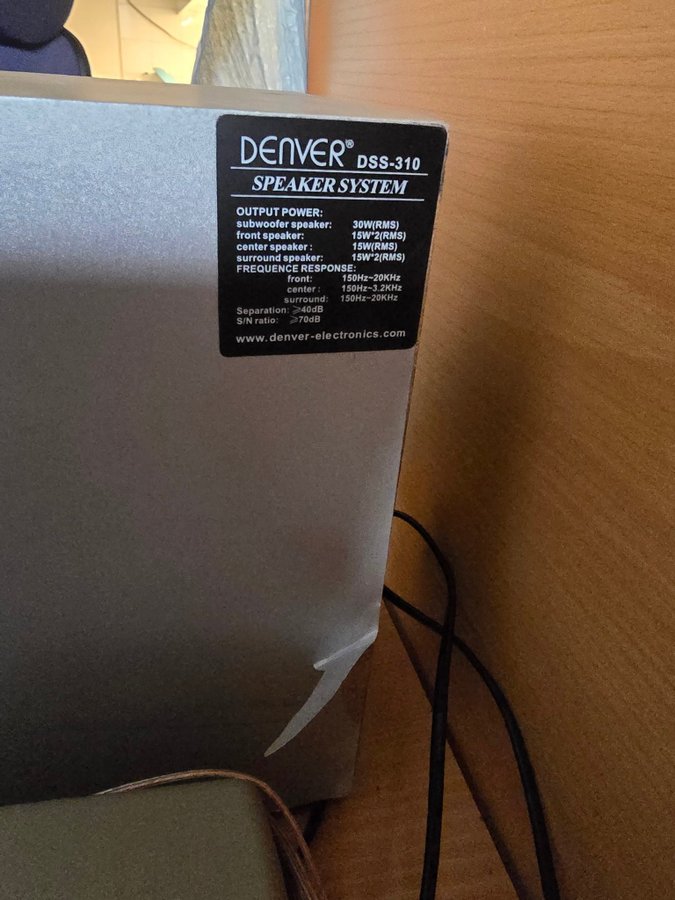 DENVER® DSS-310
SPEAKER SYSTEM
OUTPUT POWER:
subwoofer speaker: 30W(RMS)
front speaker: 15W*2(RMS)
center speaker : 15W(RMS)
surround speaker: 15W*2(RMS)
FREQUENCE RESPONSE:
front: 150Hz~20KHz
center : 150Hz~3.2KHz
surround: 150Hz~20KHz
Separation: ⩾40dB
S/N ratio: ⩾70dB
www.denver-electronics.com